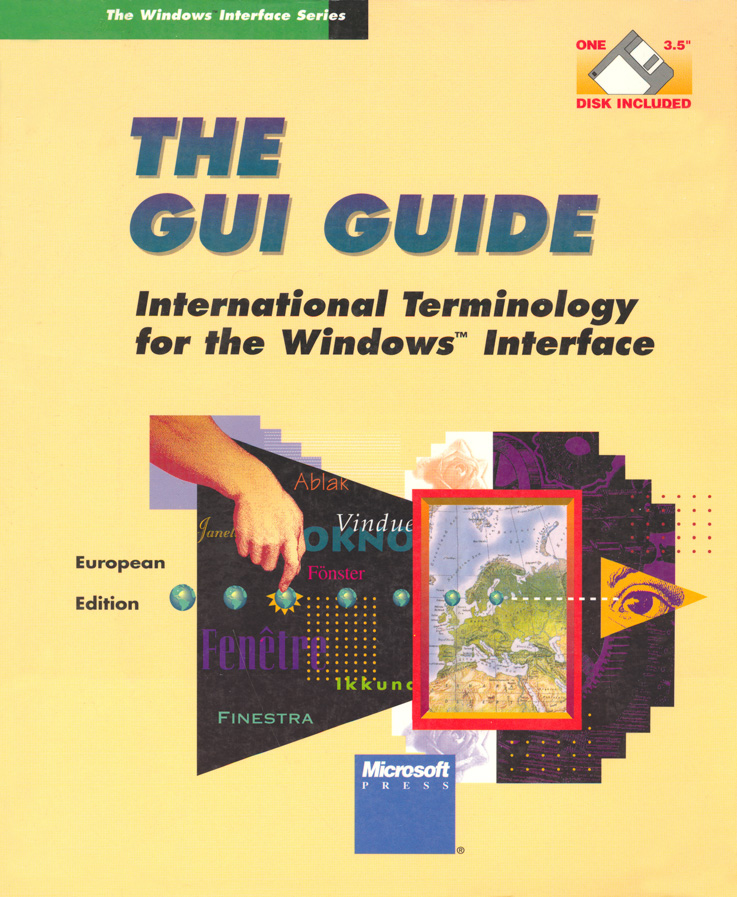 The Windows™ Interface Series
ONE 3.5"
DISK INCLUDED
THE
GUI GUIDE
International Terminology
for the Windows™ Interface
Ablak
Vindue
OKNO
Fönster
European
Edition
Fenêtre
Ikkuna
FINESTRA
Microsoft
PRESS
®